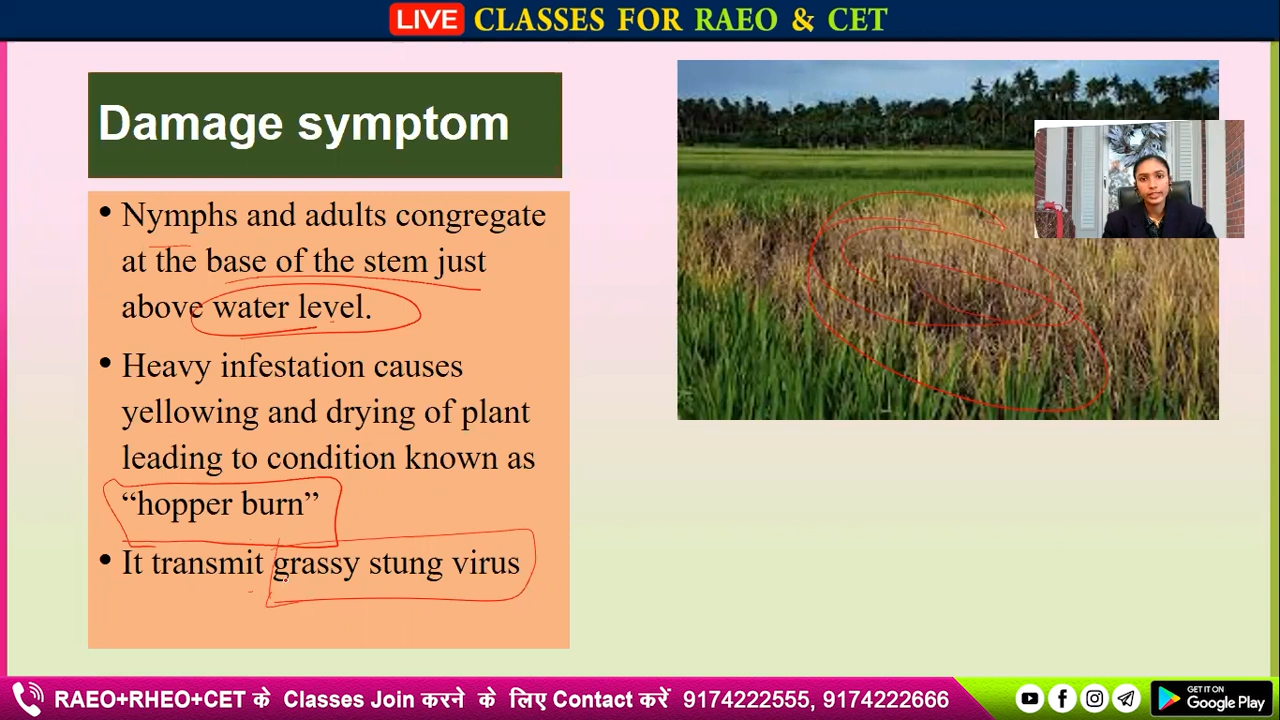 LIVE CLASSES FOR RAEO & CET
Damage symptom
• Nymphs and adults congregate
at the base of the stem just
above water level.
• Heavy infestation causes
yellowing and drying of plant
leading to condition known as
“hopper burn”
• It transmit grassy stung virus
RAEO+RHEO+CET के Classes Join करने के लिए Contact करें 9174222555, 9174222666
GET IT ON
Google Play